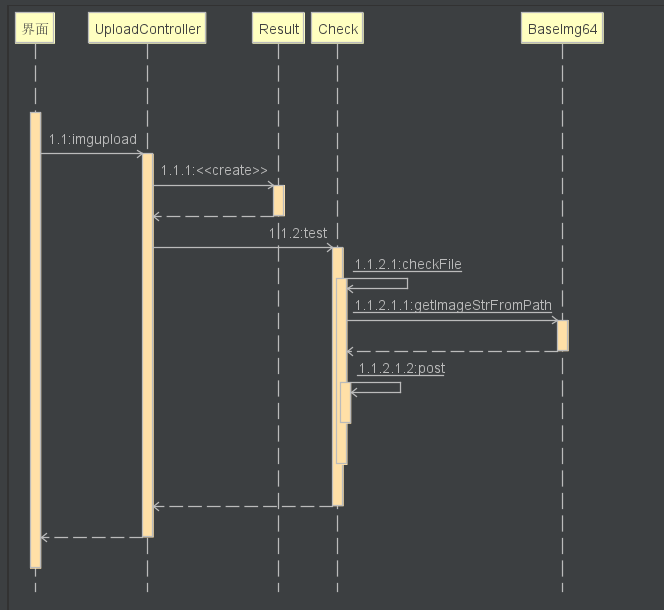 界面
UploadController
Result
Check
BaseImg64
1.1:imgupload
1.1.1:<<create>>
1.1.2:test
1.1.2.1:checkFile
1.1.2.1.1:getImageStrFromPath
1.1.2.1.2:post